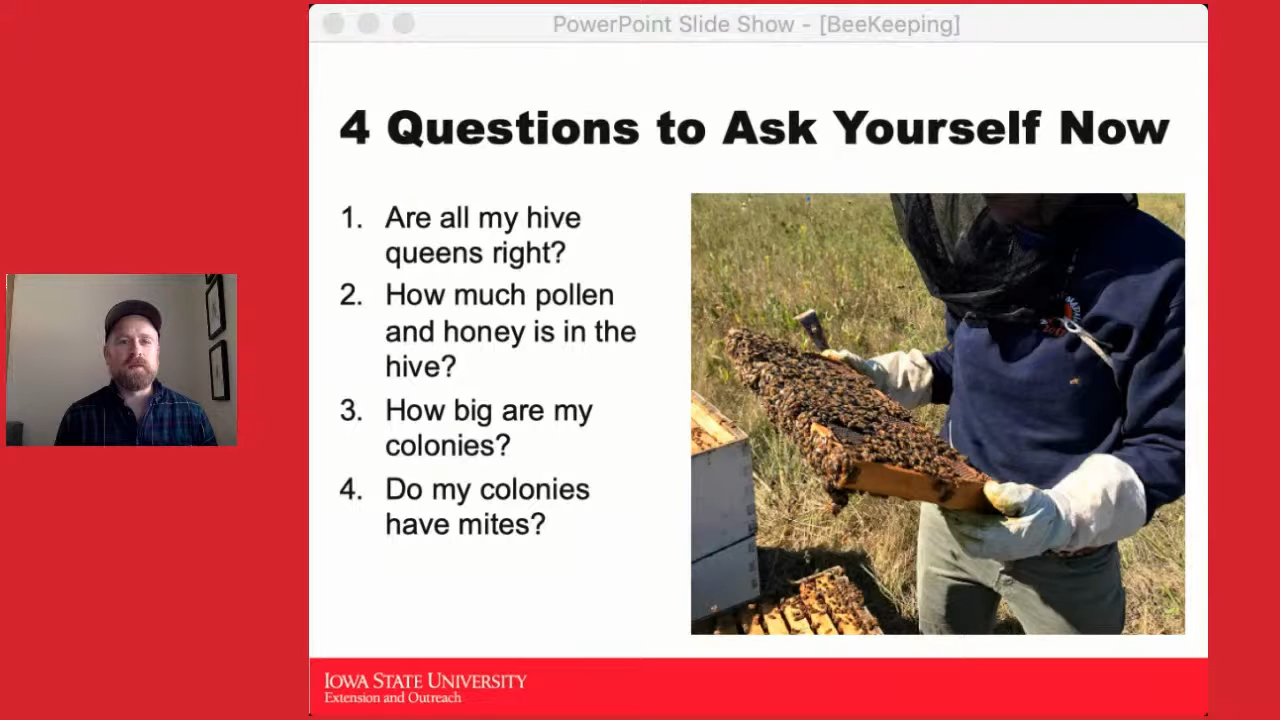 PowerPoint Slide Show - [BeeKeeping]
4 Questions to Ask Yourself Now
1. Are all my hive
queens right?
2. How much pollen
and honey is in the
hive?
3. How big are my
colonies?
4. Do my colonies
have mites?
IOWA STATE UNIVERSITY
Extension and Outreach